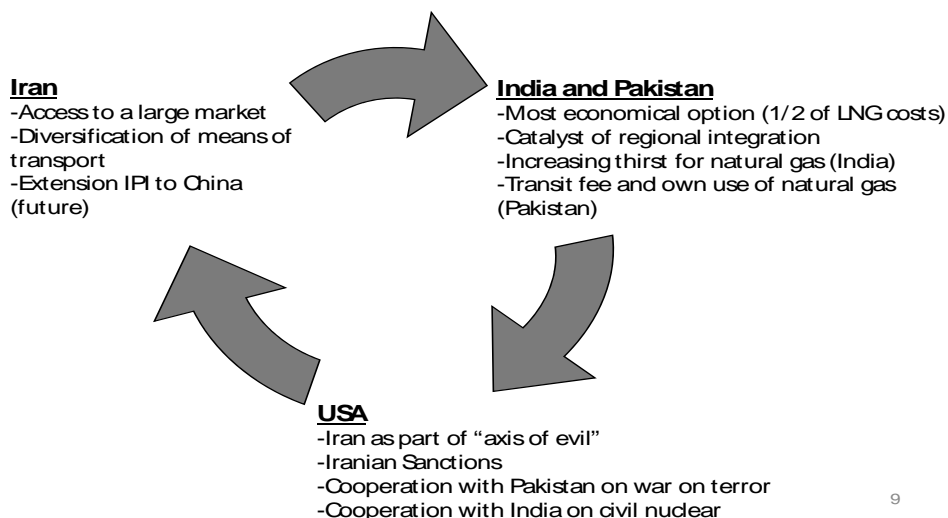 Iran
-Access to a large market
-Diversification of means of
transport
-Extension IPI to China
(future)
India and Pakistan
-Most economical option (1/2 of LNG costs)
-Catalyst of regional integration
-Increasing thirst for natural gas (India)
-Transit fee and own use of natural gas
(Pakistan)
USA
-Iran as part of “axis of evil”
-Iranian Sanctions
-Cooperation with Pakistan on war on terror
-Cooperation with India on civil nuclear
9